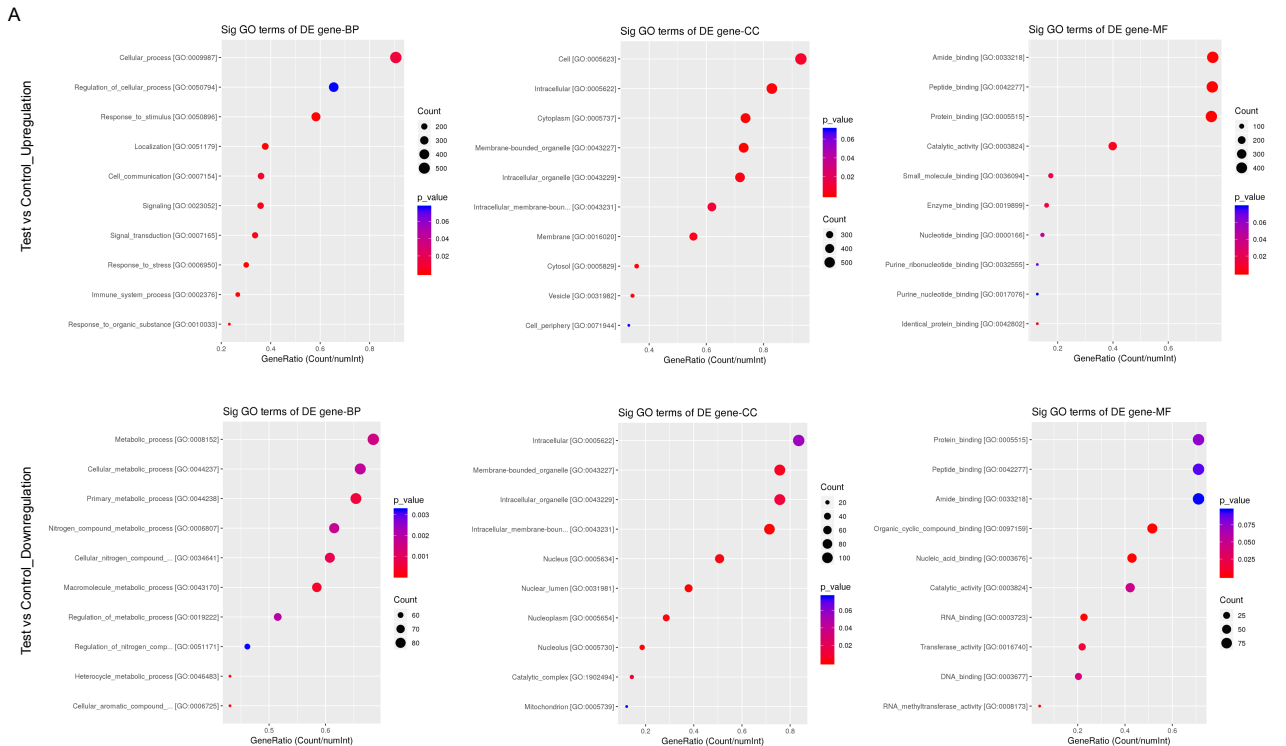 A
Test vs Control_Upregulation
Sig GO terms of DE gene-BP
Cellular_process [GO:0009987]
Regulation_of_cellular_process [GO:0050794]
Response_to_stimulus [GO:0050896]
Localization [GO:0051179]
Cell_communication [GO:0007154]
Signaling [GO:0023052]
Signal_transduction [GO:0007165]
Response_to_stress [GO:0006950]
Immune_system_process [GO:0002376]
Response_to_organic_substance [GO:0010033]
0.2 0.4 0.6 0.8
GeneRatio (Count/numInt)
Count
200
300
400
500
p_value
0.06
0.04
0.02
Sig GO terms of DE gene-CC
Cell [GO:0005623]
Intracellular [GO:0005622]
Cytoplasm [GO:0005737]
Membrane-bounded_organelle [GO:0043227]
Intracellular_organelle [GO:0043229]
Intracellular_membrane-boun... [GO:0043231]
Membrane [GO:0016020]
Cytosol [GO:0005829]
Vesicle [GO:0031982]
Cell_periphery [GO:0071944]
0.4 0.6 0.8
GeneRatio (Count/numInt)
p_value
0.06
0.04
0.02
Count
300
400
500
Sig GO terms of DE gene-MF
Amide_binding [GO:0033218]
Peptide_binding [GO:0042277]
Protein_binding [GO:0005515]
Catalytic_activity [GO:0003824]
Small_molecule_binding [GO:0036094]
Enzyme_binding [GO:0019899]
Nucleotide_binding [GO:0000166]
Purine_ribonucleotide_binding [GO:0032555]
Purine_nucleotide_binding [GO:0017076]
Identical_protein_binding [GO:0042802]
0.2 0.4 0.6
GeneRatio (Count/numInt)
Count
100
200
300
400
p_value
0.06
0.04
0.02
Test vs Control_Downregulation
Sig GO terms of DE gene-BP
Metabolic_process [GO:0008152]
Cellular_metabolic_process [GO:0044237]
Primary_metabolic_process [GO:0044238]
Nitrogen_compound_metabolic_process [GO:0006807]
Cellular_nitrogen_compound_... [GO:0034641]
Macromolecule_metabolic_process [GO:0043170]
Regulation_of_metabolic_process [GO:0019222]
Regulation_of_nitrogen_comp... [GO:0051171]
Heterocycle_metabolic_process [GO:0046483]
Cellular_aromatic_compound_... [GO:0006725]
0.5 0.6
GeneRatio (Count/numInt)
p_value
0.003
0.002
0.001
Count
60
70
80
Sig GO terms of DE gene-CC
Intracellular [GO:0005622]
Membrane-bounded_organelle [GO:0043227]
Intracellular_organelle [GO:0043229]
Intracellular_membrane-boun... [GO:0043231]
Nucleus [GO:0005634]
Nuclear_lumen [GO:0031981]
Nucleoplasm [GO:0005654]
Nucleolus [GO:0005730]
Catalytic_complex [GO:1902494]
Mitochondrion [GO:0005739]
0.2 0.4 0.6 0.8
GeneRatio (Count/numInt)
Count
20
40
60
80
100
p_value
0.06
0.04
0.02
Sig GO terms of DE gene-MF
Protein_binding [GO:0005515]
Peptide_binding [GO:0042277]
Amide_binding [GO:0033218]
Organic_cyclic_compound_binding [GO:0097159]
Nucleic_acid_binding [GO:0003676]
Catalytic_activity [GO:0003824]
RNA_binding [GO:0003723]
Transferase_activity [GO:0016740]
DNA_binding [GO:0003677]
RNA_methyltransferase_activity [GO:0008173]
0.2 0.4 0.6
GeneRatio (Count/numInt)
p_value
0.075
0.050
0.025
Count
25
50
75